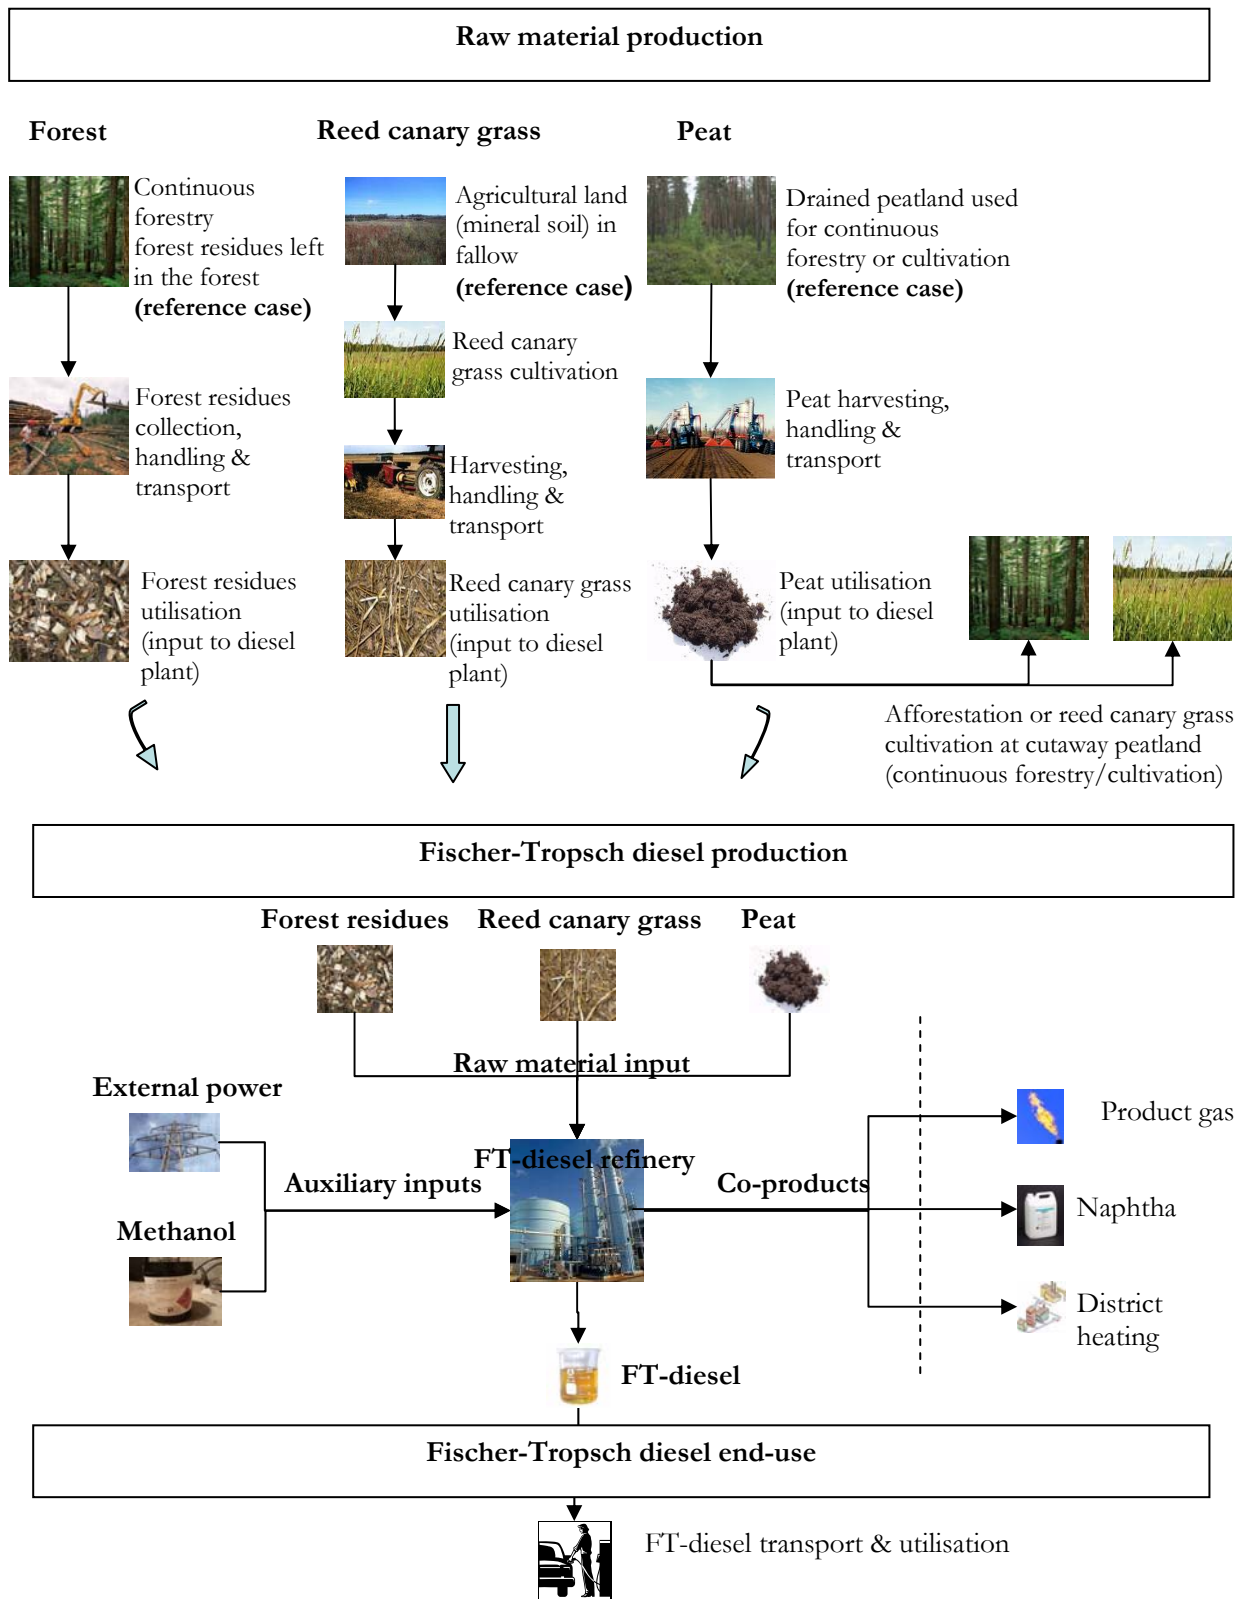 Raw material production
Forest
Reed canary grass
Peat
Continuous
forestry
forest residues left
in the forest
(reference case)
Agricultural land
(mineral soil) in
fallow
(reference case)
Drained peatland used
for continuous
forestry or cultivation
(reference case)
Reed canary
grass cultivation
Forest residues
collection,
handling &
transport
Harvesting,
handling &
transport
Peat harvesting,
handling &
transport
Forest residues
utilisation
(input to diesel
plant)
Reed canary grass
utilisation
(input to diesel
plant)
Peat utilisation
(input to diesel
plant)
Afforestation or reed canary grass
cultivation at cutaway peatland
(continuous forestry/cultivation)
Fischer-Tropsch diesel production
Forest residues
Reed canary grass
Peat
Raw material input
External power
FT-diesel refinery
Auxiliary inputs
Co-products
Methanol
Product gas
Naphtha
District
heating
FT-diesel
Fischer-Tropsch diesel end-use
FT-diesel transport & utilisation